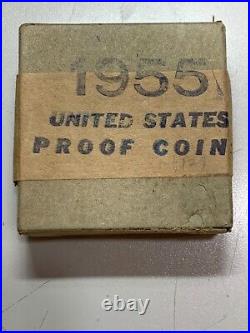 1955
UNITED STATES
PROOF COIN